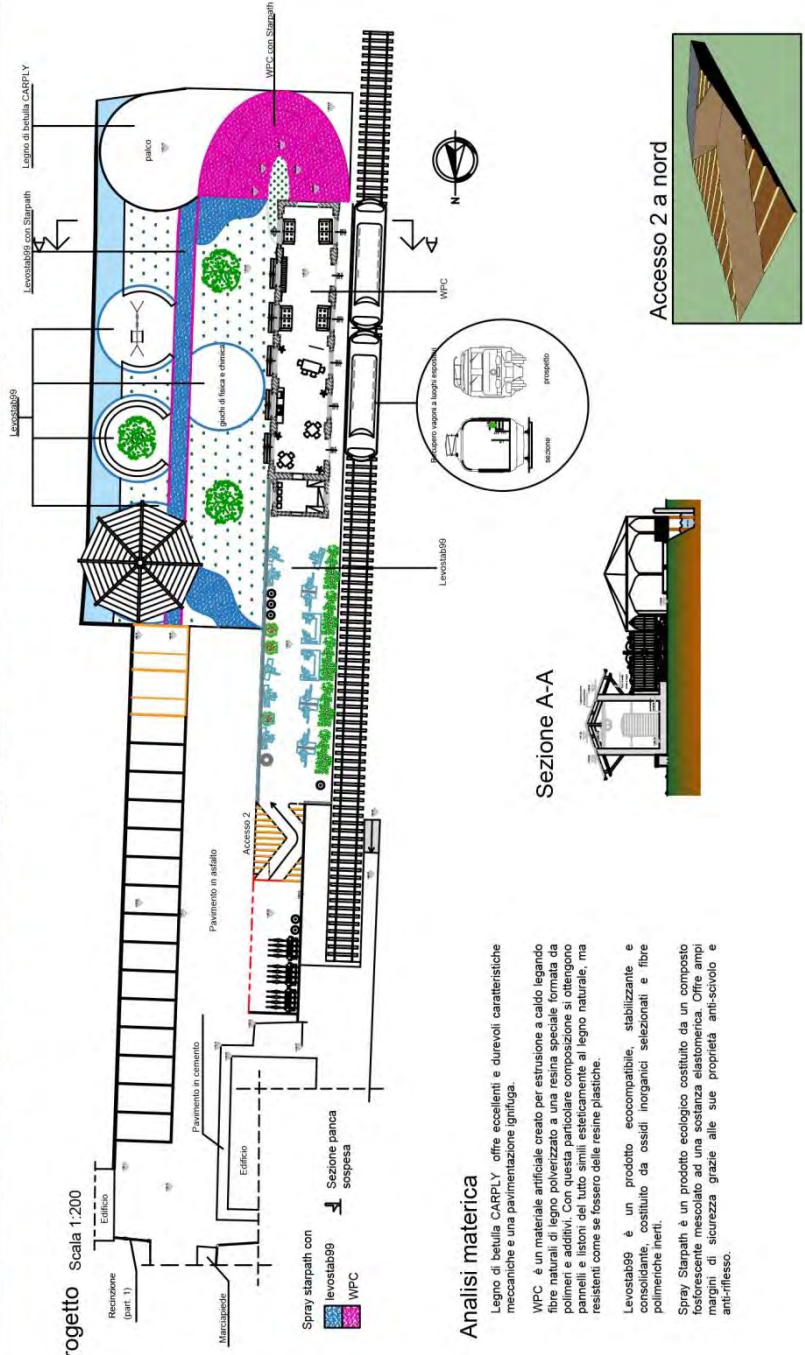 rogetto Scala 1:200
Edificio
Recinzione
(part. 1)
Marciapiede
Pavimento in cemento
Edificio
Pavimento in asfalto
Accesso 2
Levostab99
Levostab99 con Starpath
Legno di betulla CARPLY
WPC con Starpath
palco
giochi di fisica e chimica
N
A
A
WPC
Levostab99
Recupero vagoni a luoghi espositivi
sezione
prospetto
Spray starpath con
levostab99
WPC
Sezione panca
sospesa
Sezione A-A
Accesso 2 a nord
Analisi materica
Legno di betulla CARPLY offre eccellenti e durevoli caratteristiche
meccaniche e una pavimentazione ignifuga.
WPC è un materiale artificiale creato per estrusione a caldo legando
fibre naturali di legno polverizzato a una resina speciale formata da
polimeri e additivi. Con questa particolare composizione si ottengono
pannelli e listoni del tutto simili esteticamente al legno naturale, ma
resistenti come se fossero delle resine plastiche.
Levostab99 è un prodotto ecocompatibile, stabilizzante e
consolidante, costituito da ossidi inorganici selezionati e fibre
polimeriche inerti.
Spray Starpath è un prodotto ecologico costituito da un composto
fosforescente mescolato ad una sostanza elastomerica. Offre ampi
margini di sicurezza grazie alle sue proprietà anti-scivolo e
anti-riflesso.